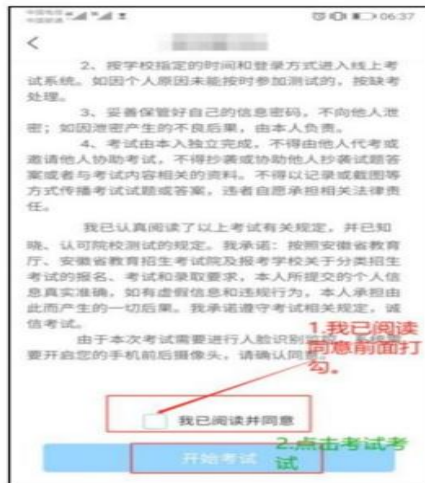 06:37
2、按学校指定的时间和登录方式进入线上考
试系统。如因个人原因未能按时参加测试的，按缺考
处理。
3、妥善保管好自己的信息密码，不向他人泄
密；如因泄密产生的不良后果，由本人负责。
4、考试由本人独立完成，不得由他人代考或
邀请他人协助考试，不得抄袭或协助他人抄袭试题答
案或者与考试内容相关的资料。不得以记录或截图等
方式传播考试试题或答案，违者自愿承担相关法律责
任。
我已认真阅读了以上考试有关规定，并已知
晓、认可院校测试的规定。我承诺：按照安徽省教育
厅、安徽省教育招生考试院及报考学校关于分类招生
考试的报名、考试和录取要求，本人所提交的个人信
息真实准确，如有虚假信息和违规行为，本人承担由
此而产生的一切后果。我承诺遵守考试相关规定，诚
信考试。
由于本次考试需要进行人脸识别
要开启您的手机前后摄像头，请确认同意
1.我已阅读
同意前面打
勾。
我已阅读并同意
2.点击考试考
试
开始考试